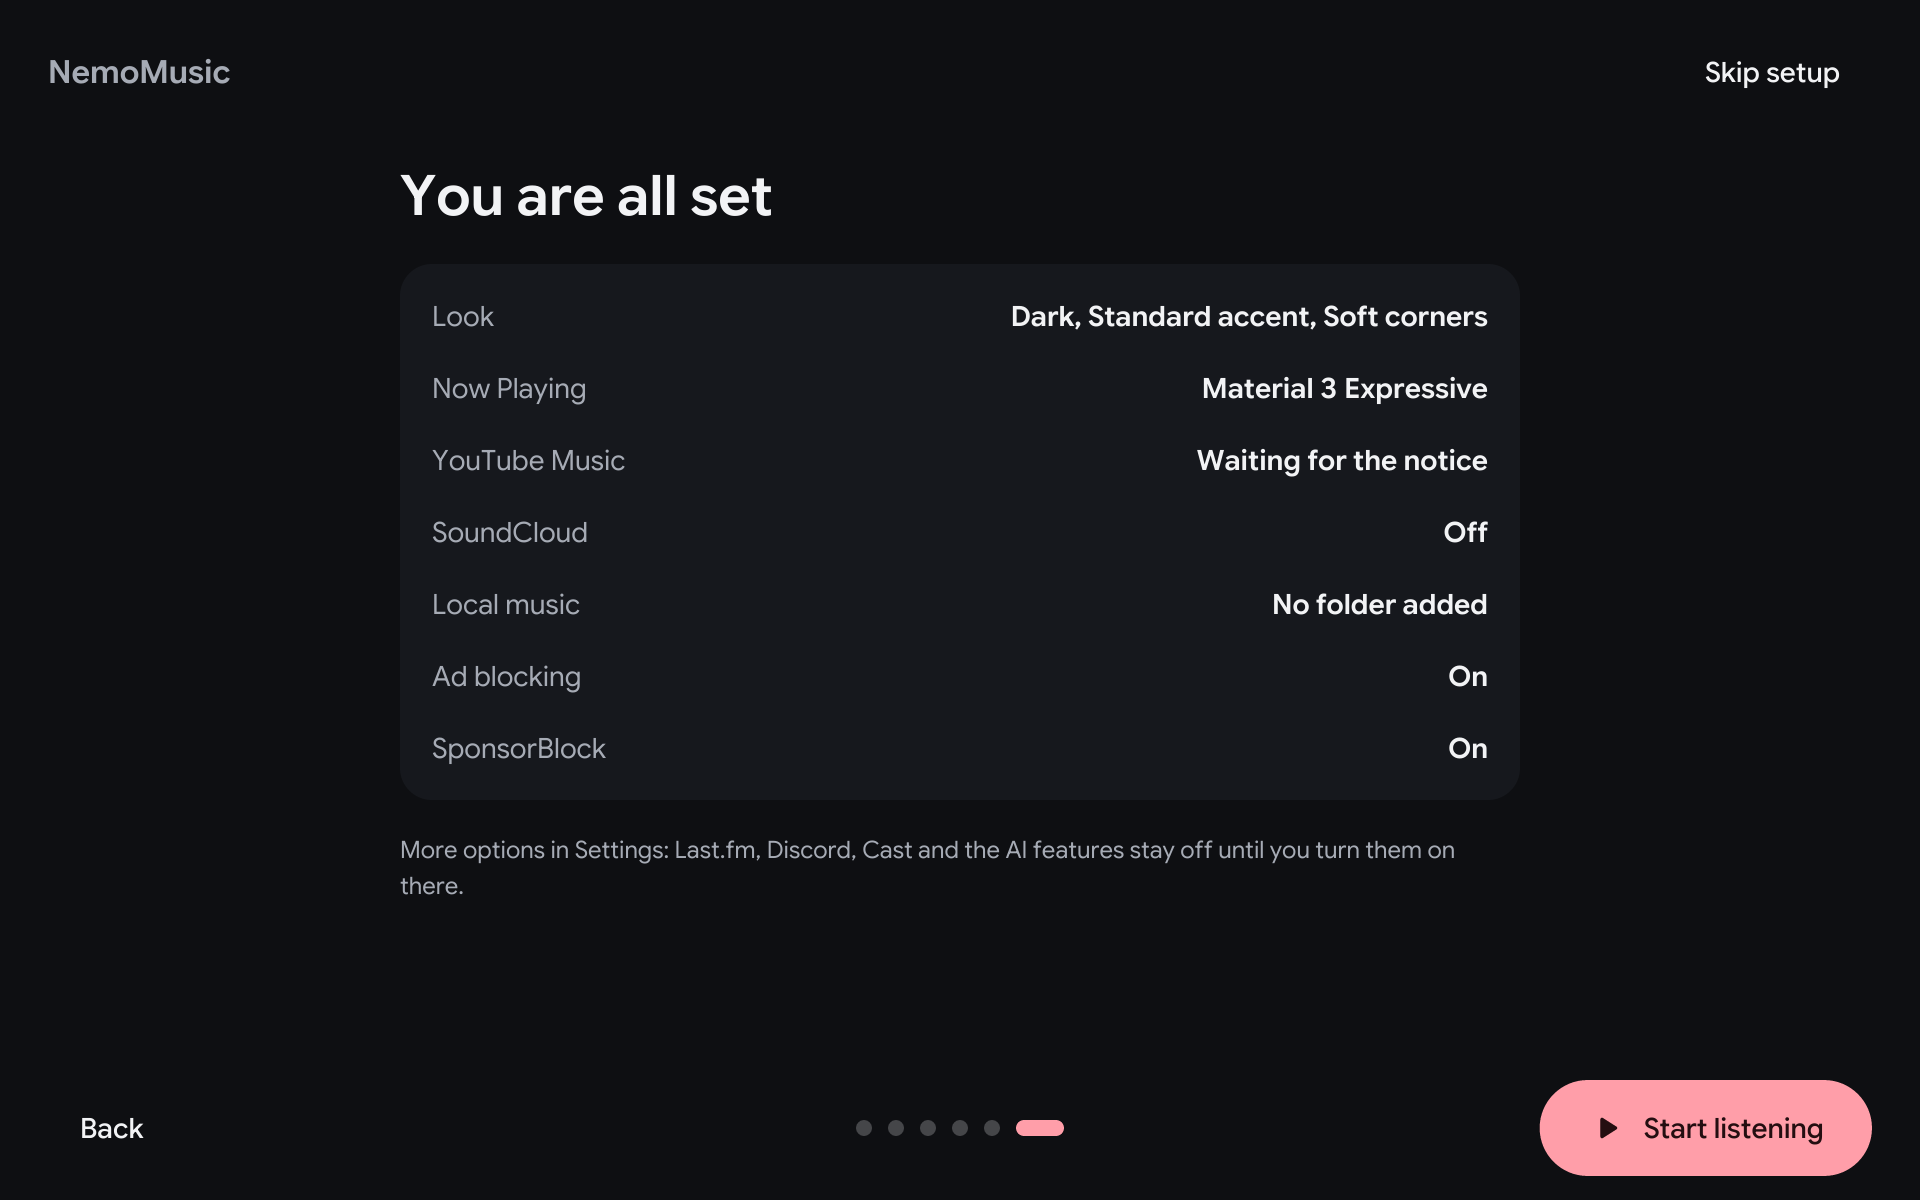 NemoMusic
Skip setup
You are all set
Look
Dark, Standard accent, Soft corners
Now Playing
Material 3 Expressive
YouTube Music
Waiting for the notice
SoundCloud
Off
Local music
No folder added
Ad blocking
On
SponsorBlock
On
More options in Settings: Last.fm, Discord, Cast and the AI features stay off until you turn them on
there.
Back
Start listening